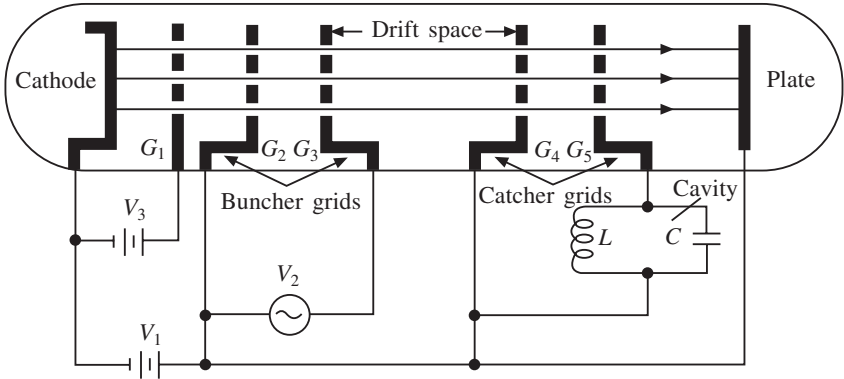 Drift space
Cathode
Plate
G1
G2 G3
G4 G5
Buncher grids
Catcher grids
Cavity
V3
L
C
V2
V1